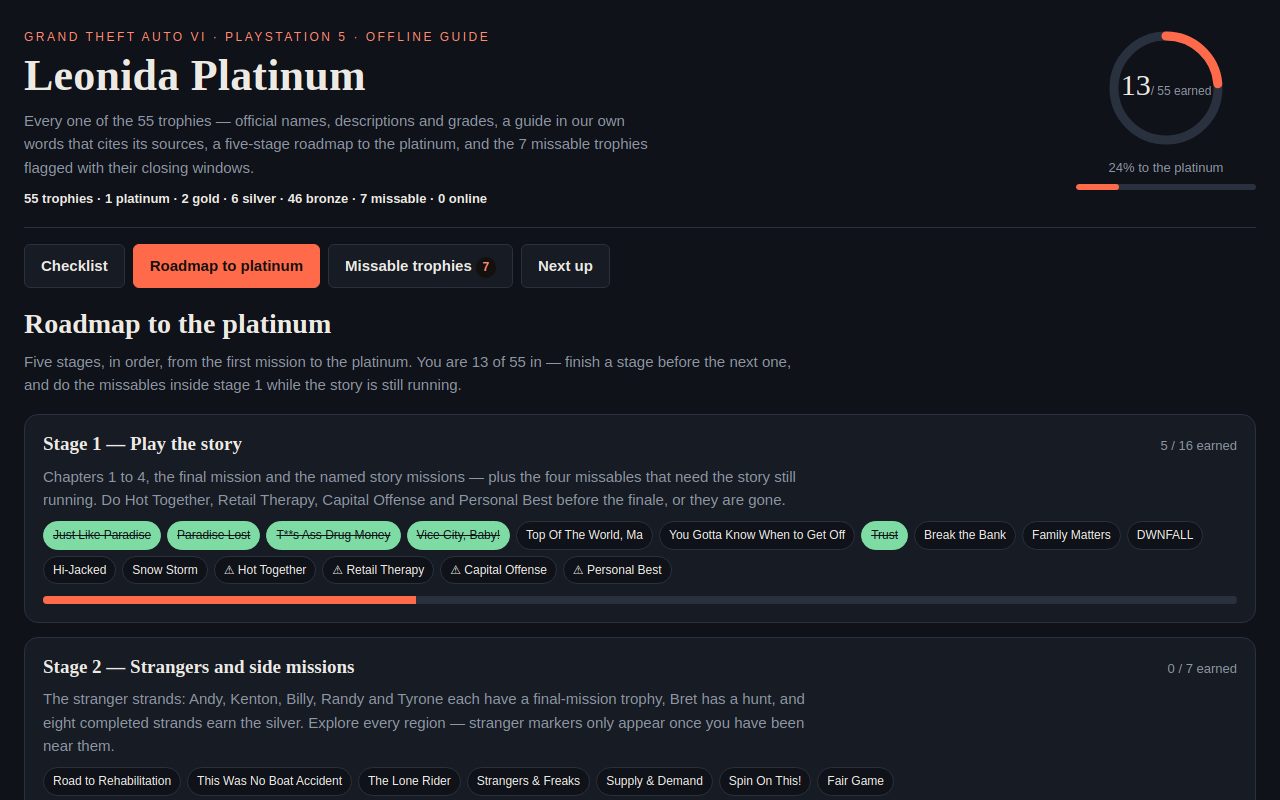 GRAND THEFT AUTO VI · PLAYSTATION 5 · OFFLINE GUIDE
Leonida Platinum
Every one of the 55 trophies — official names, descriptions and grades, a guide in our own
words that cites its sources, a five-stage roadmap to the platinum, and the 7 missable trophies
flagged with their closing windows.
55 trophies · 1 platinum · 2 gold · 6 silver · 46 bronze · 7 missable · 0 online
13 / 55 earned
24% to the platinum
Checklist
Roadmap to platinum
Missable trophies 7
Next up
Roadmap to the platinum
Five stages, in order, from the first mission to the platinum. You are 13 of 55 in — finish a stage before the next one,
and do the missables inside stage 1 while the story is still running.
Stage 1 — Play the story
5 / 16 earned
Chapters 1 to 4, the final mission and the named story missions — plus the four missables that need the story still
running. Do Hot Together, Retail Therapy, Capital Offense and Personal Best before the finale, or they are gone.
Just Like Paradise Paradise Lost T**s Ass Drug Money Vice City, Baby! Top Of The World, Ma You Gotta Know When to Get Off Trust Break the Bank Family Matters DWNFALL
Hi-Jacked Snow Storm ⚠ Hot Together ⚠ Retail Therapy ⚠ Capital Offense ⚠ Personal Best
Stage 2 — Strangers and side missions
0 / 7 earned
The stranger strands: Andy, Kenton, Billy, Randy and Tyrone each have a final-mission trophy, Bret has a hunt, and
eight completed strands earn the silver. Explore every region — stranger markers only appear once you have been
near them.
Road to Rehabilitation This Was No Boat Accident The Lone Rider Strangers & Freaks Supply & Demand Spin On This! Fair Game